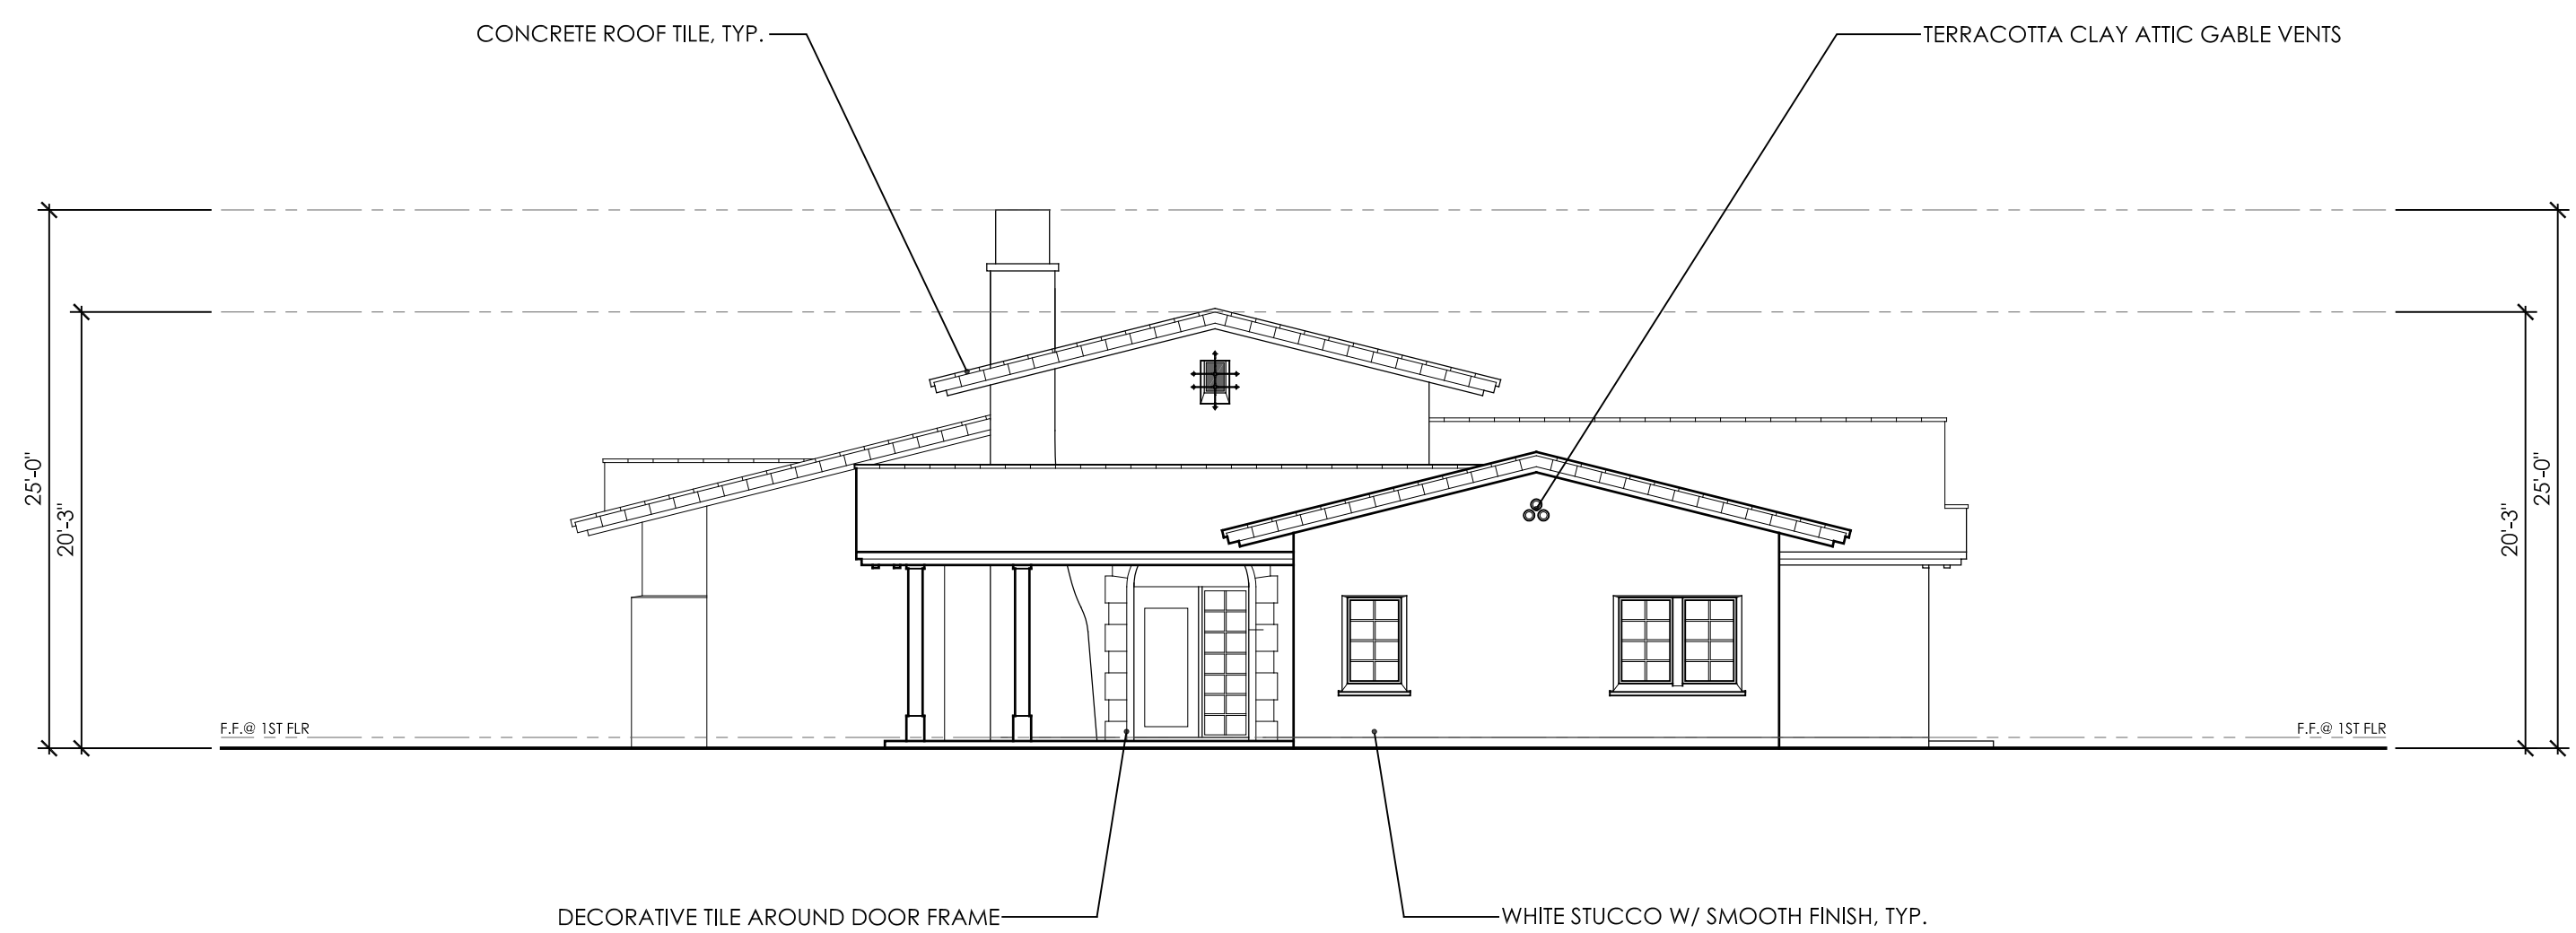 CONCRETE ROOF TILE, TYP.
TERRACOTTA CLAY ATTIC GABLE VENTS
25'-0"
20'-3"
20'-3"
25'-0"
F.F.@ 1ST FLR
F.F.@ 1ST FLR
DECORATIVE TILE AROUND DOOR FRAME
WHITE STUCCO W/ SMOOTH FINISH, TYP.